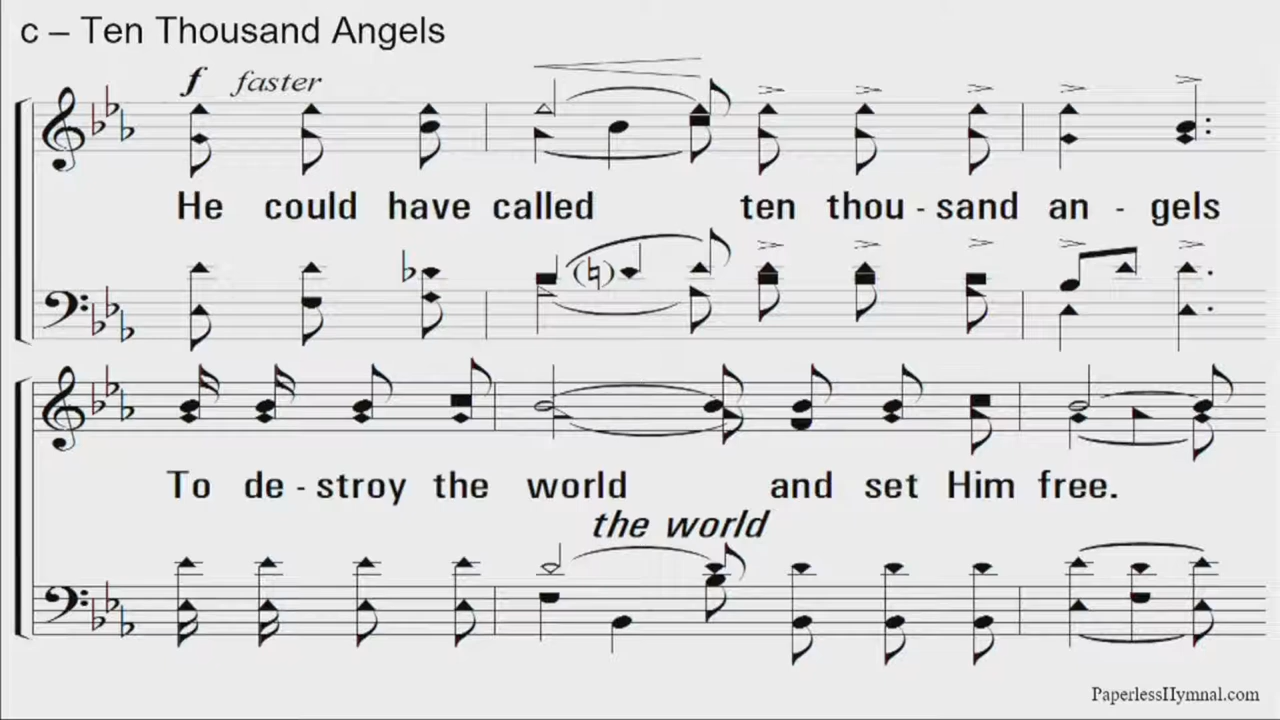 c – Ten Thousand Angels
f faster
He could have called ten thou - sand an - gels
To de - stroy the world and set Him free.
the world
PaperlessHymnal.com